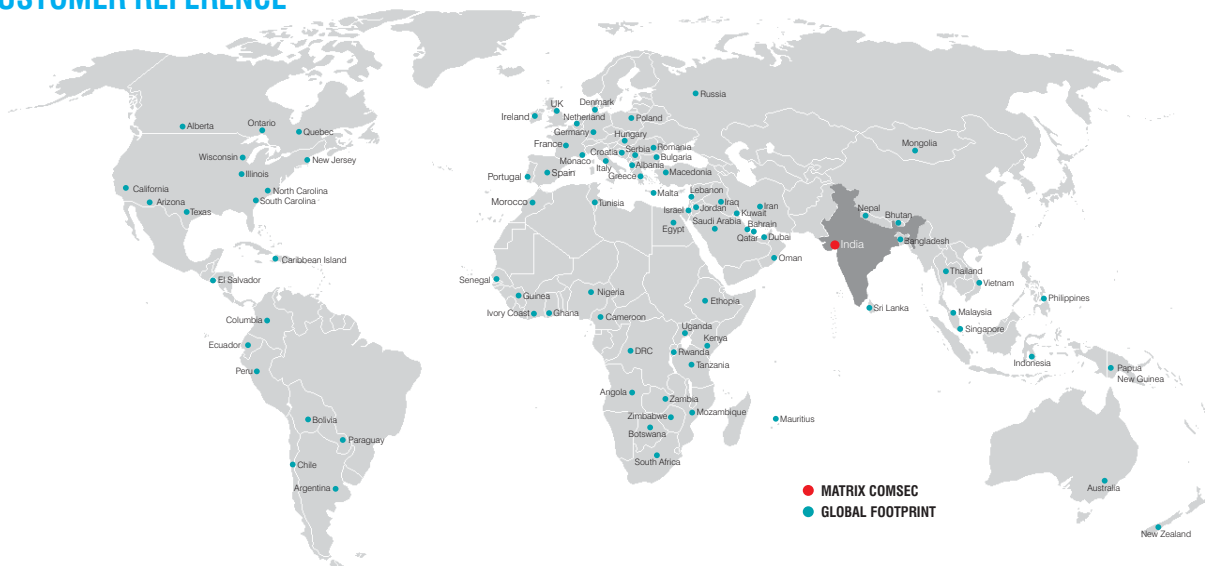 CUSTOMER REFERENCE
Russia
UK
Denmark
Ireland
Netherland
Poland
Alberta
Ontario
Quebec
Germany
Hungary
France
Croatia
Serbia
Romania
Mongolia
Wisconsin
New Jersey
Monaco
Italy
Bulgaria
Albania
Illinois
Portugal
Spain
Greece
Macedonia
California
North Carolina
Malta
Lebanon
Arizona
South Carolina
Morocco
Tunisia
Israel
Jordan
Iraq
Iran
Texas
Kuwait
Nepal
Bhutan
Egypt
Saudi Arabia
Bahrain
Qatar
Dubai
India
Bangladesh
Caribbean Island
Oman
El Salvador
Senegal
Thailand
Vietnam
Guinea
Nigeria
Ethopia
Philippines
Ivory Coast
Ghana
Cameroon
Sri Lanka
Malaysia
Columbia
Uganda
Kenya
Singapore
Ecuador
DRC
Rwanda
Tanzania
Indonesia
Peru
Papua
New Guinea
Angola
Zambia
Bolivia
Zimbabwe
Mozambique
Mauritius
Botswana
Paraguay
Chile
South Africa
Argentina
MATRIX COMSEC
Australia
GLOBAL FOOTPRINT
New Zealand